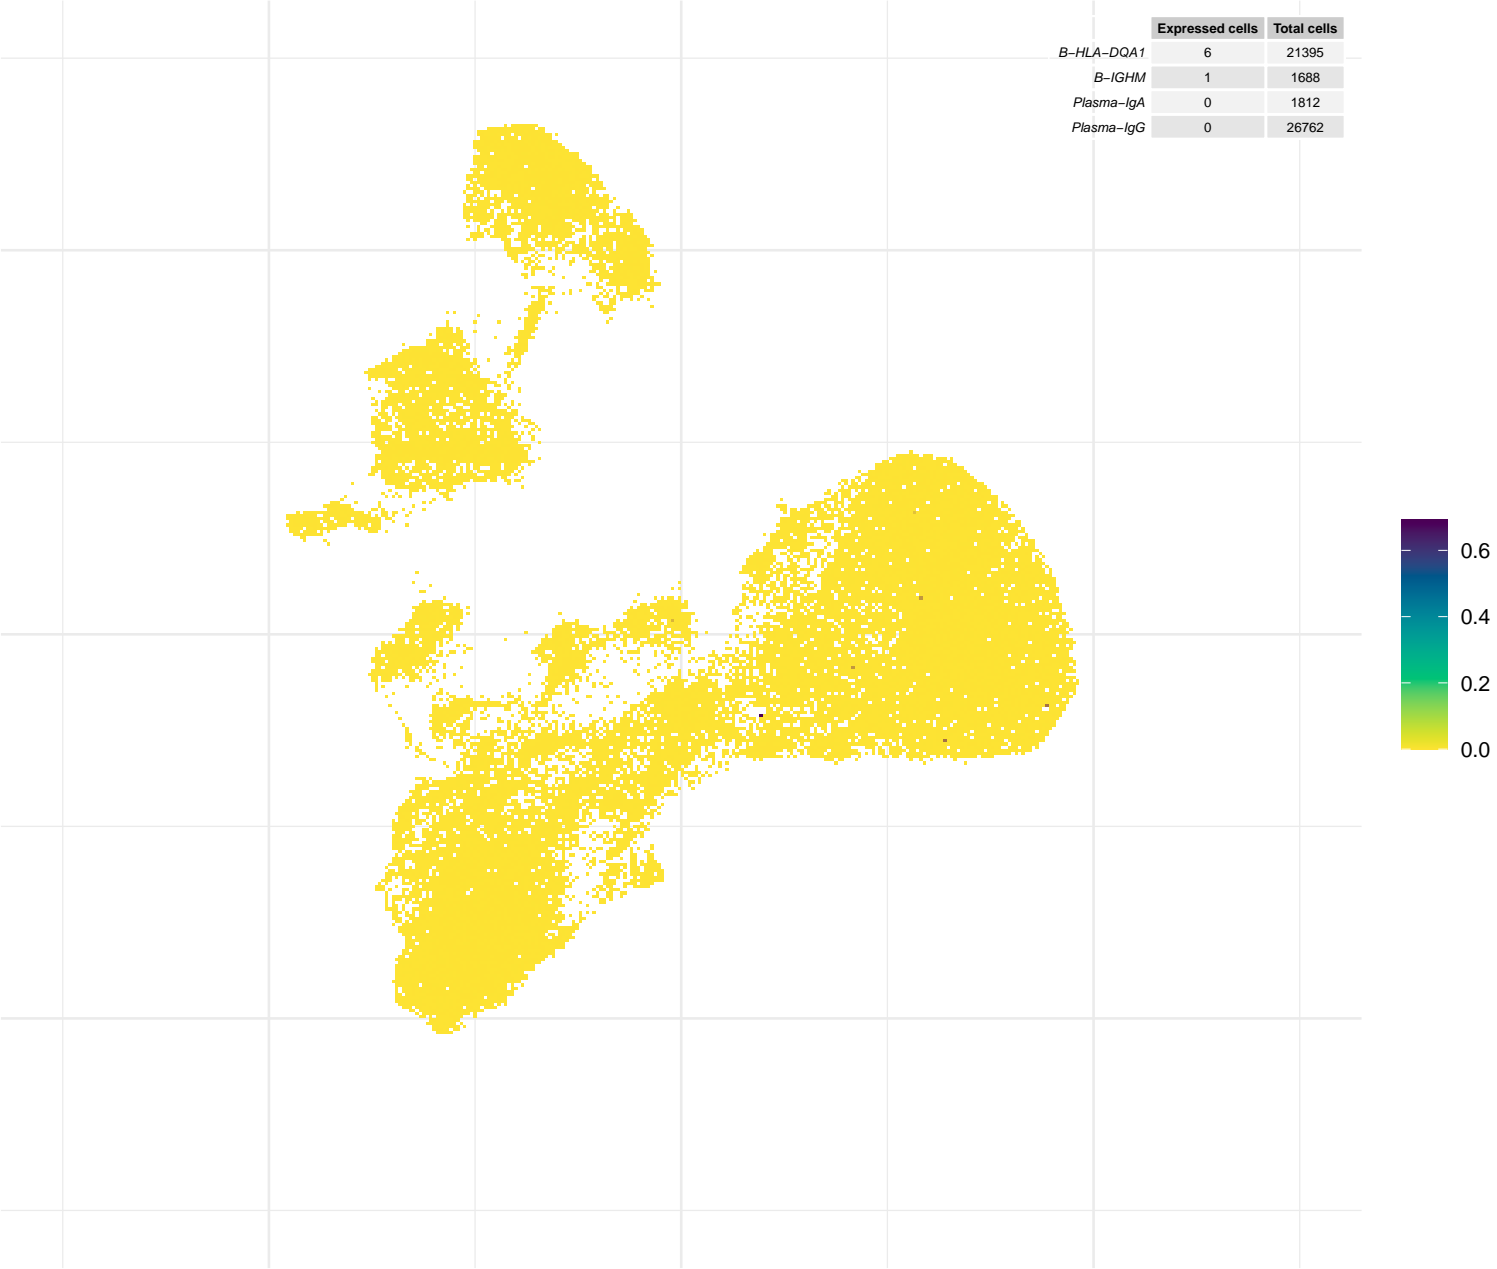 Expressed cells Total cells
B−HLA−DQA1 6 21395
B−IGHM 1 1688
Plasma−IgA 0 1812
Plasma−IgG 0 26762
0.6
0.4
0.2
0.0